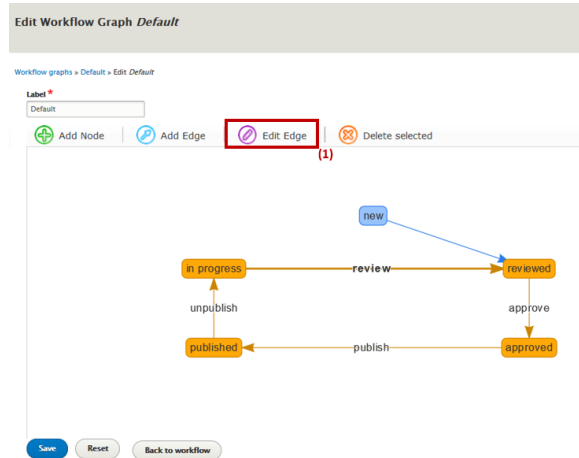 Edit Workflow Graph Default
Workflow graphs » Default » Edit Default
Label *
Default
Add Node
Add Edge
Edit Edge
Delete selected
(1)
new
in progress
review
reviewed
unpublish
approve
published
publish
approved
Save
Reset
Back to workflow